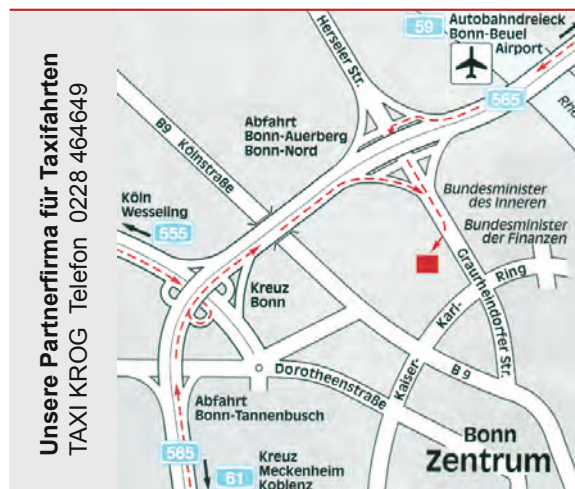 Unsere Partnerfirma für Taxifahrten
TAXI KROG Telefon 0228 464649
59
Autobahndreieck
Bonn-Beuel
Airport
Herseler Str.
565
B9 Kölnstraße
Abfahrt
Bonn-Auerberg
Bonn-Nord
Bundesminister
des Inneren
Bundesminister
der Finanzen
Köln
Wesseling
555
Kreuz
Bonn
Graurheindorfer Str.
Kaiser-
Karl-
Ring
B9
Dorotheenstraße
Abfahrt
Bonn-Tannenbusch
565
61
Kreuz
Meckenheim
Koblenz
Bonn
Zentrum